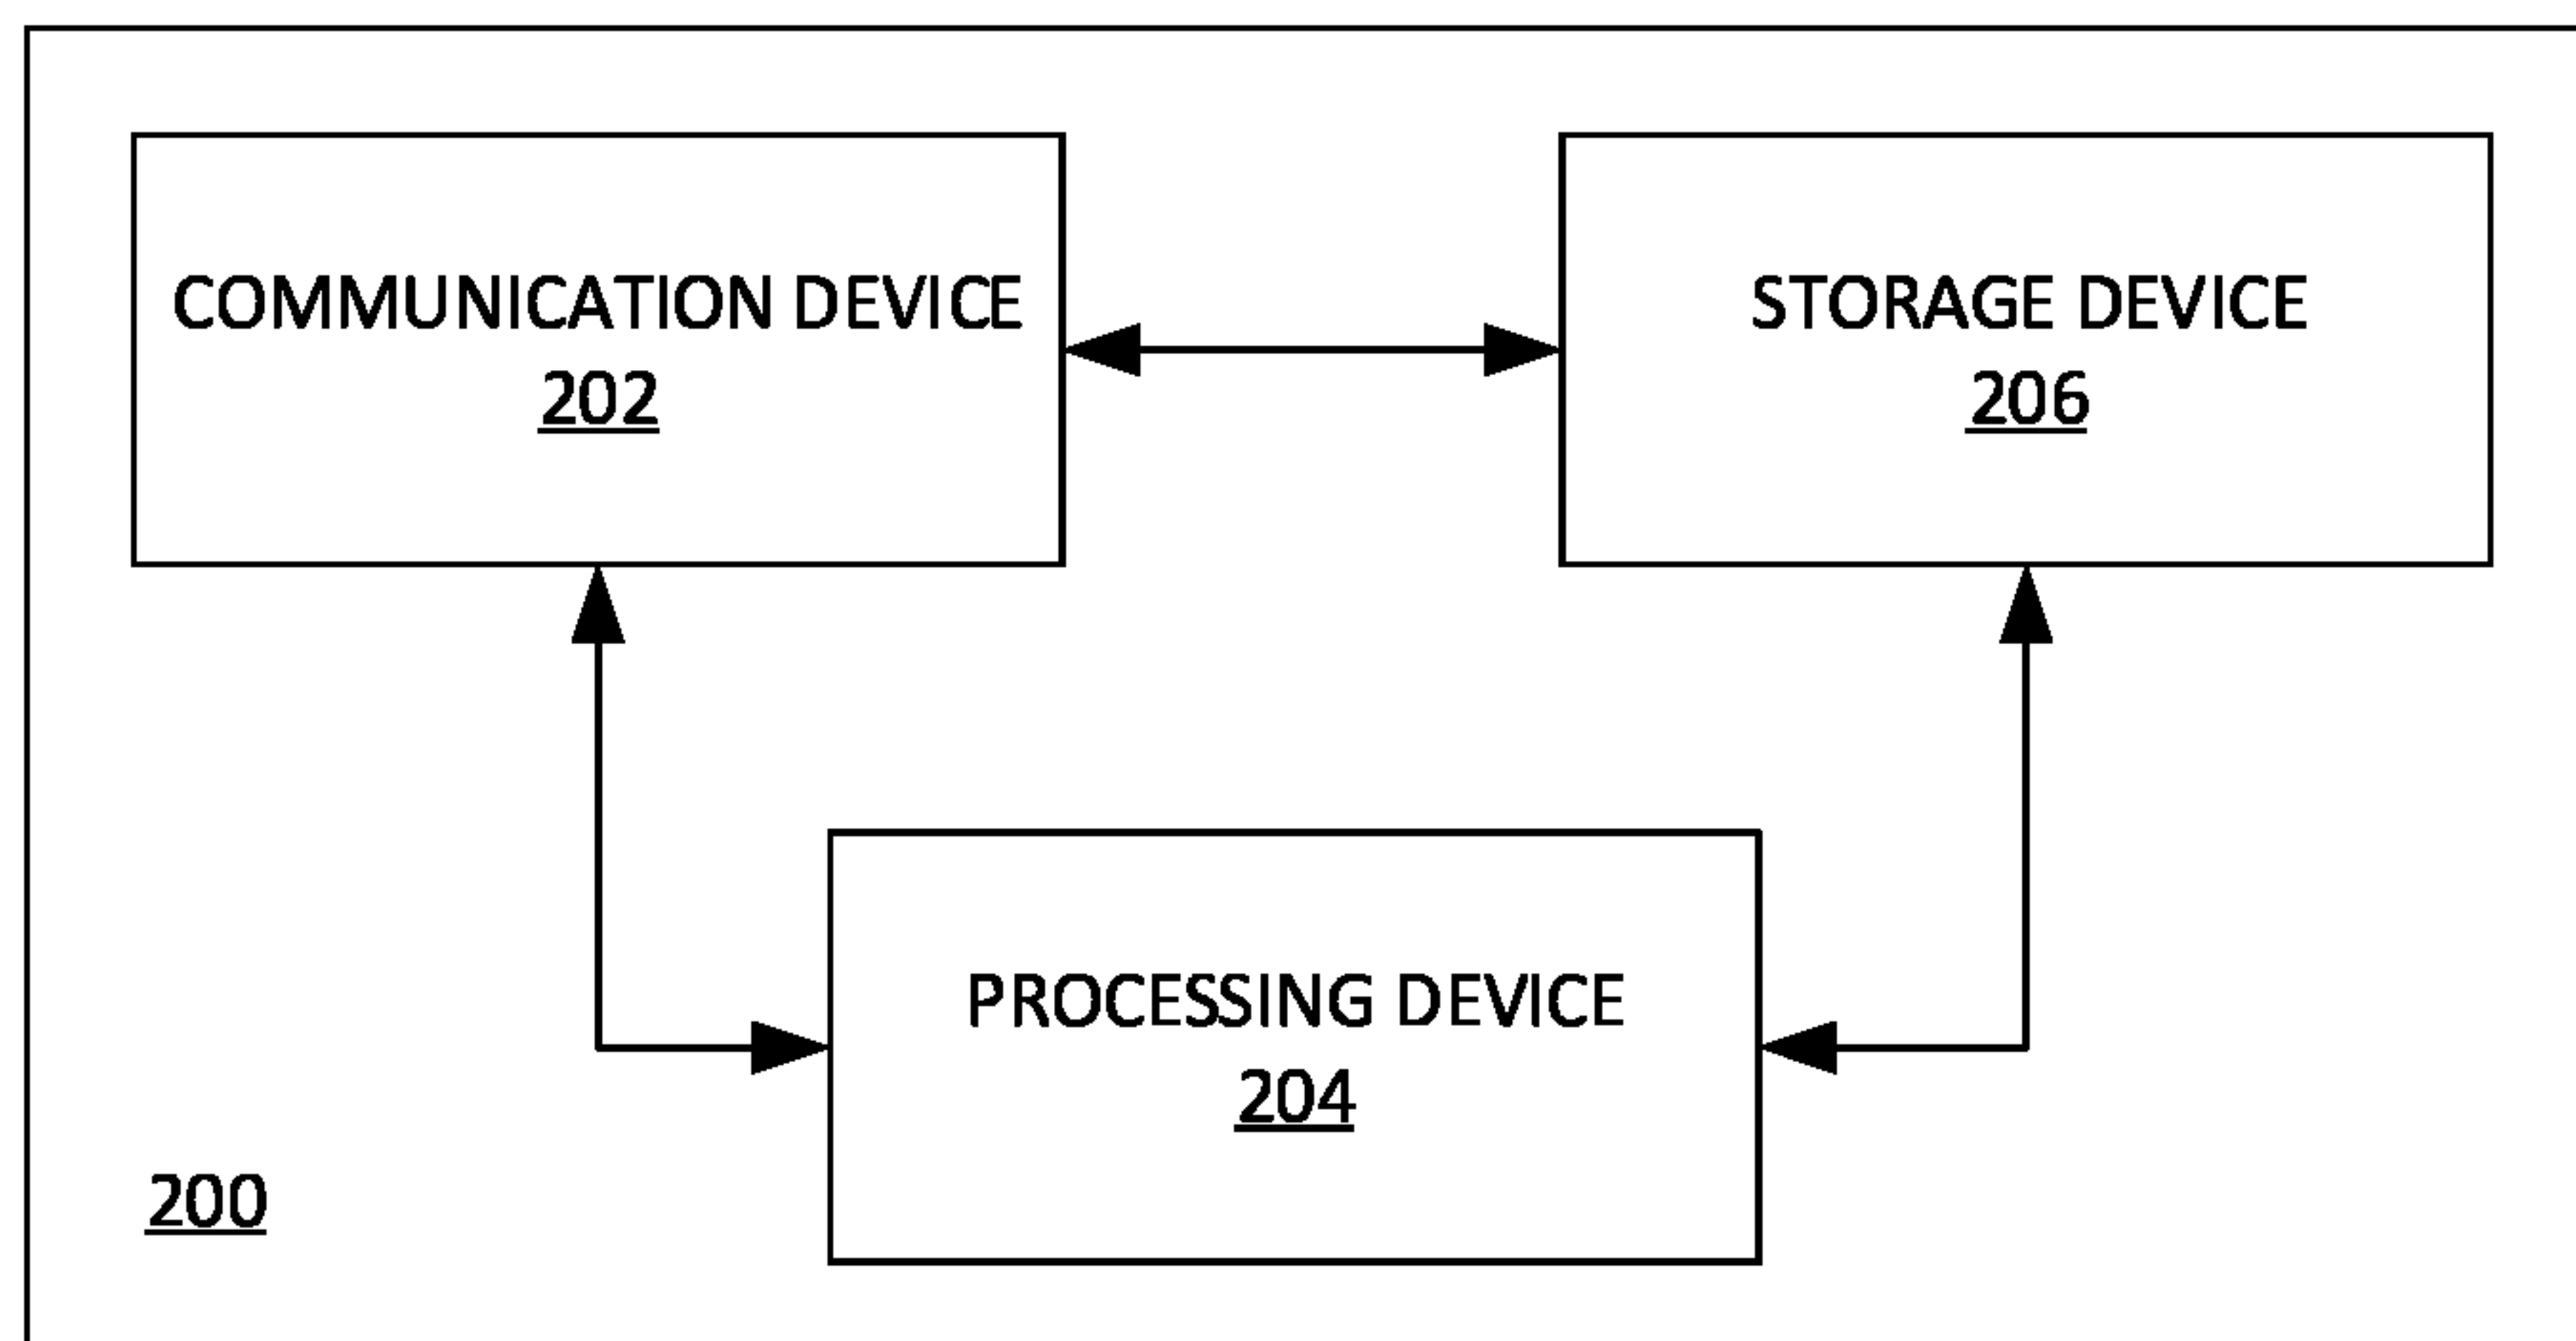 COMMUNICATION DEVICE
202
STORAGE DEVICE
206
PROCESSING DEVICE
204
200